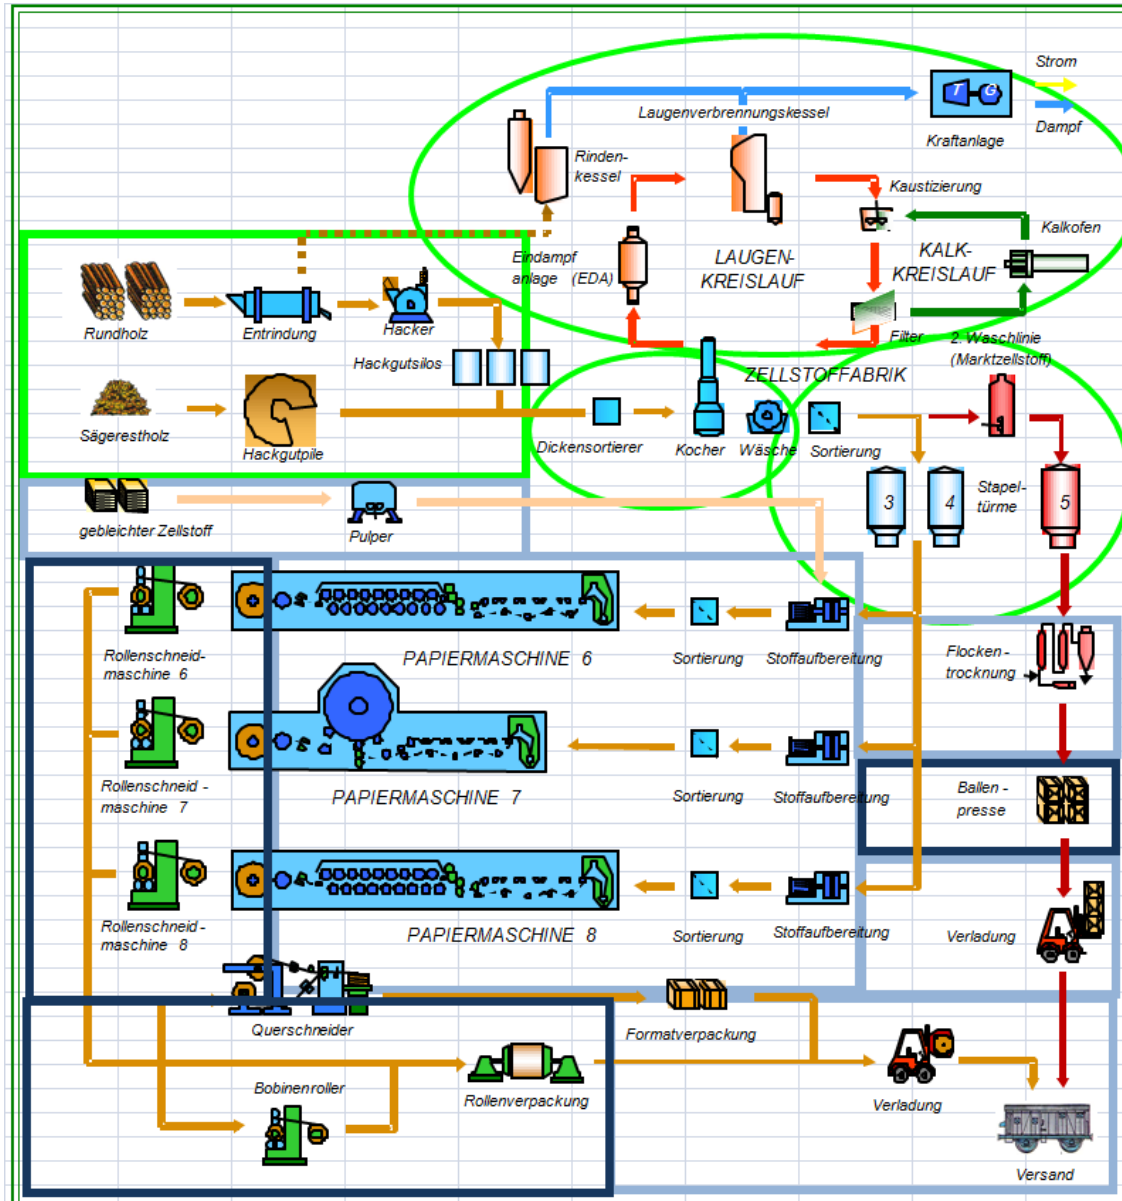 Strom
Laugenverbrennungskessel
T G
Dampf
Kraftanlage
Rinden-
kessel
Kaustizierung
Kalkofen
Eindampf
anlage (EDA)
LAUGEN-
KREISLAUF
KALK-
KREISLAUF
Rundholz
Entrindung
Hacker
Filter
2. Waschlinie
(Marktzellstoff)
Hackgutsilos
ZELLSTOFFABRIK
Sägerestholz
Hackgutpile
Dickensortierer
Kocher
Wäsche
Sortierung
3
4
Stapel-
türme
5
gebleichter Zellstoff
Pulper
Rollenschneid-
maschine 6
PAPIERMASCHINE 6
Sortierung
Stoffaufbereitung
Flocken -
trocknung
Rollenschneid -
maschine 7
PAPIERMASCHINE 7
Sortierung
Stoffaufbereitung
Ballen -
presse
Rollenschneid -
maschine 8
PAPIERMASCHINE 8
Sortierung
Stoffaufbereitung
Verladung
Querschneider
Formatverpackung
Bobinenroller
Rollenverpackung
Verladung
Versand